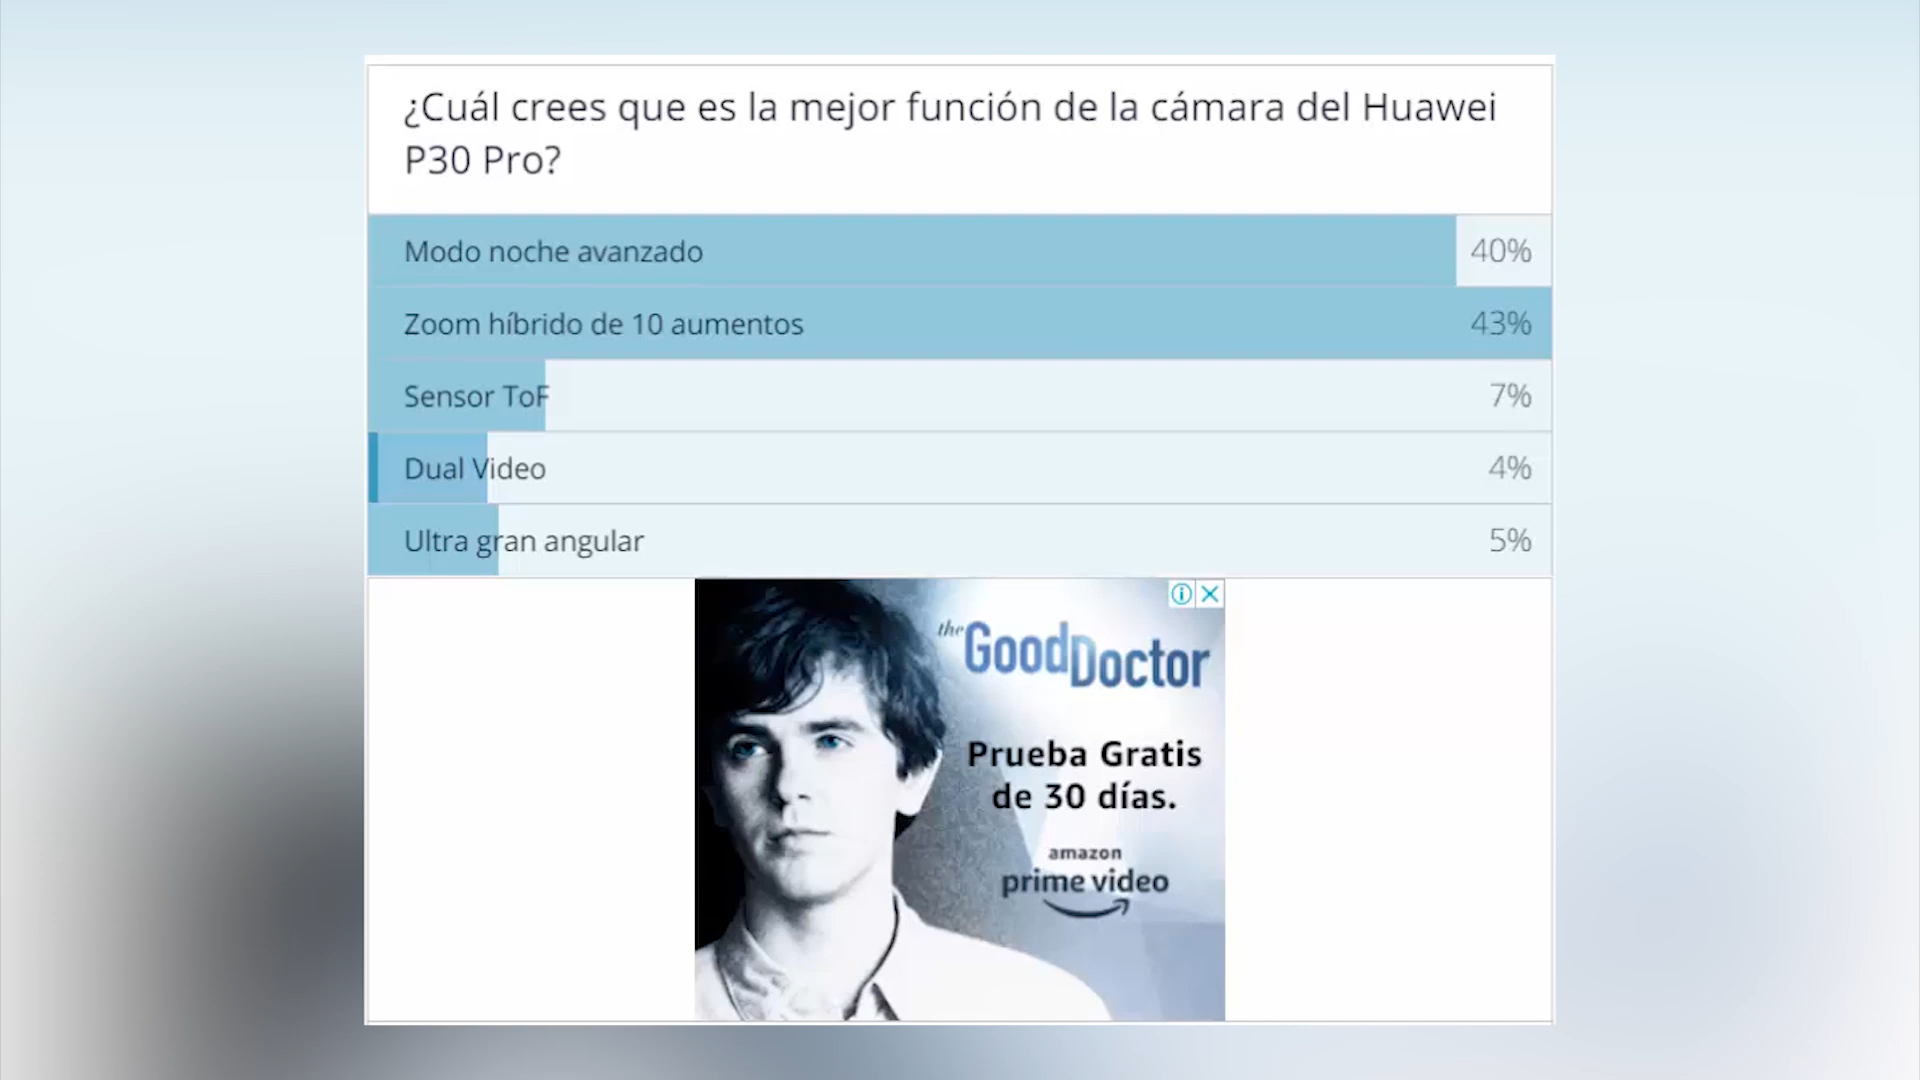 ¿Cuál crees que es la mejor función de la cámara del Huawei
P30 Pro?
Modo noche avanzado 40%
Zoom híbrido de 10 aumentos 43%
Sensor ToF 7%
Dual Video 4%
Ultra gran angular 5%
the Good Doctor
Prueba Gratis
de 30 días.
amazon
prime video